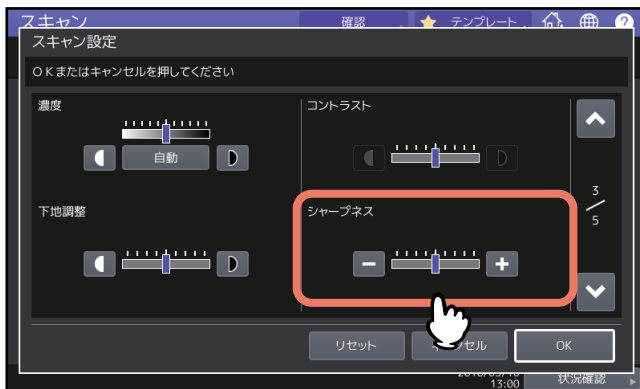 スキャン
確認
テンプレート
?
スキャン設定
OKまたはキャンセルを押してください
濃度
自動
コントラスト
下地調整
シャープネス
3
5
リセット
OK
13:00
状況確認